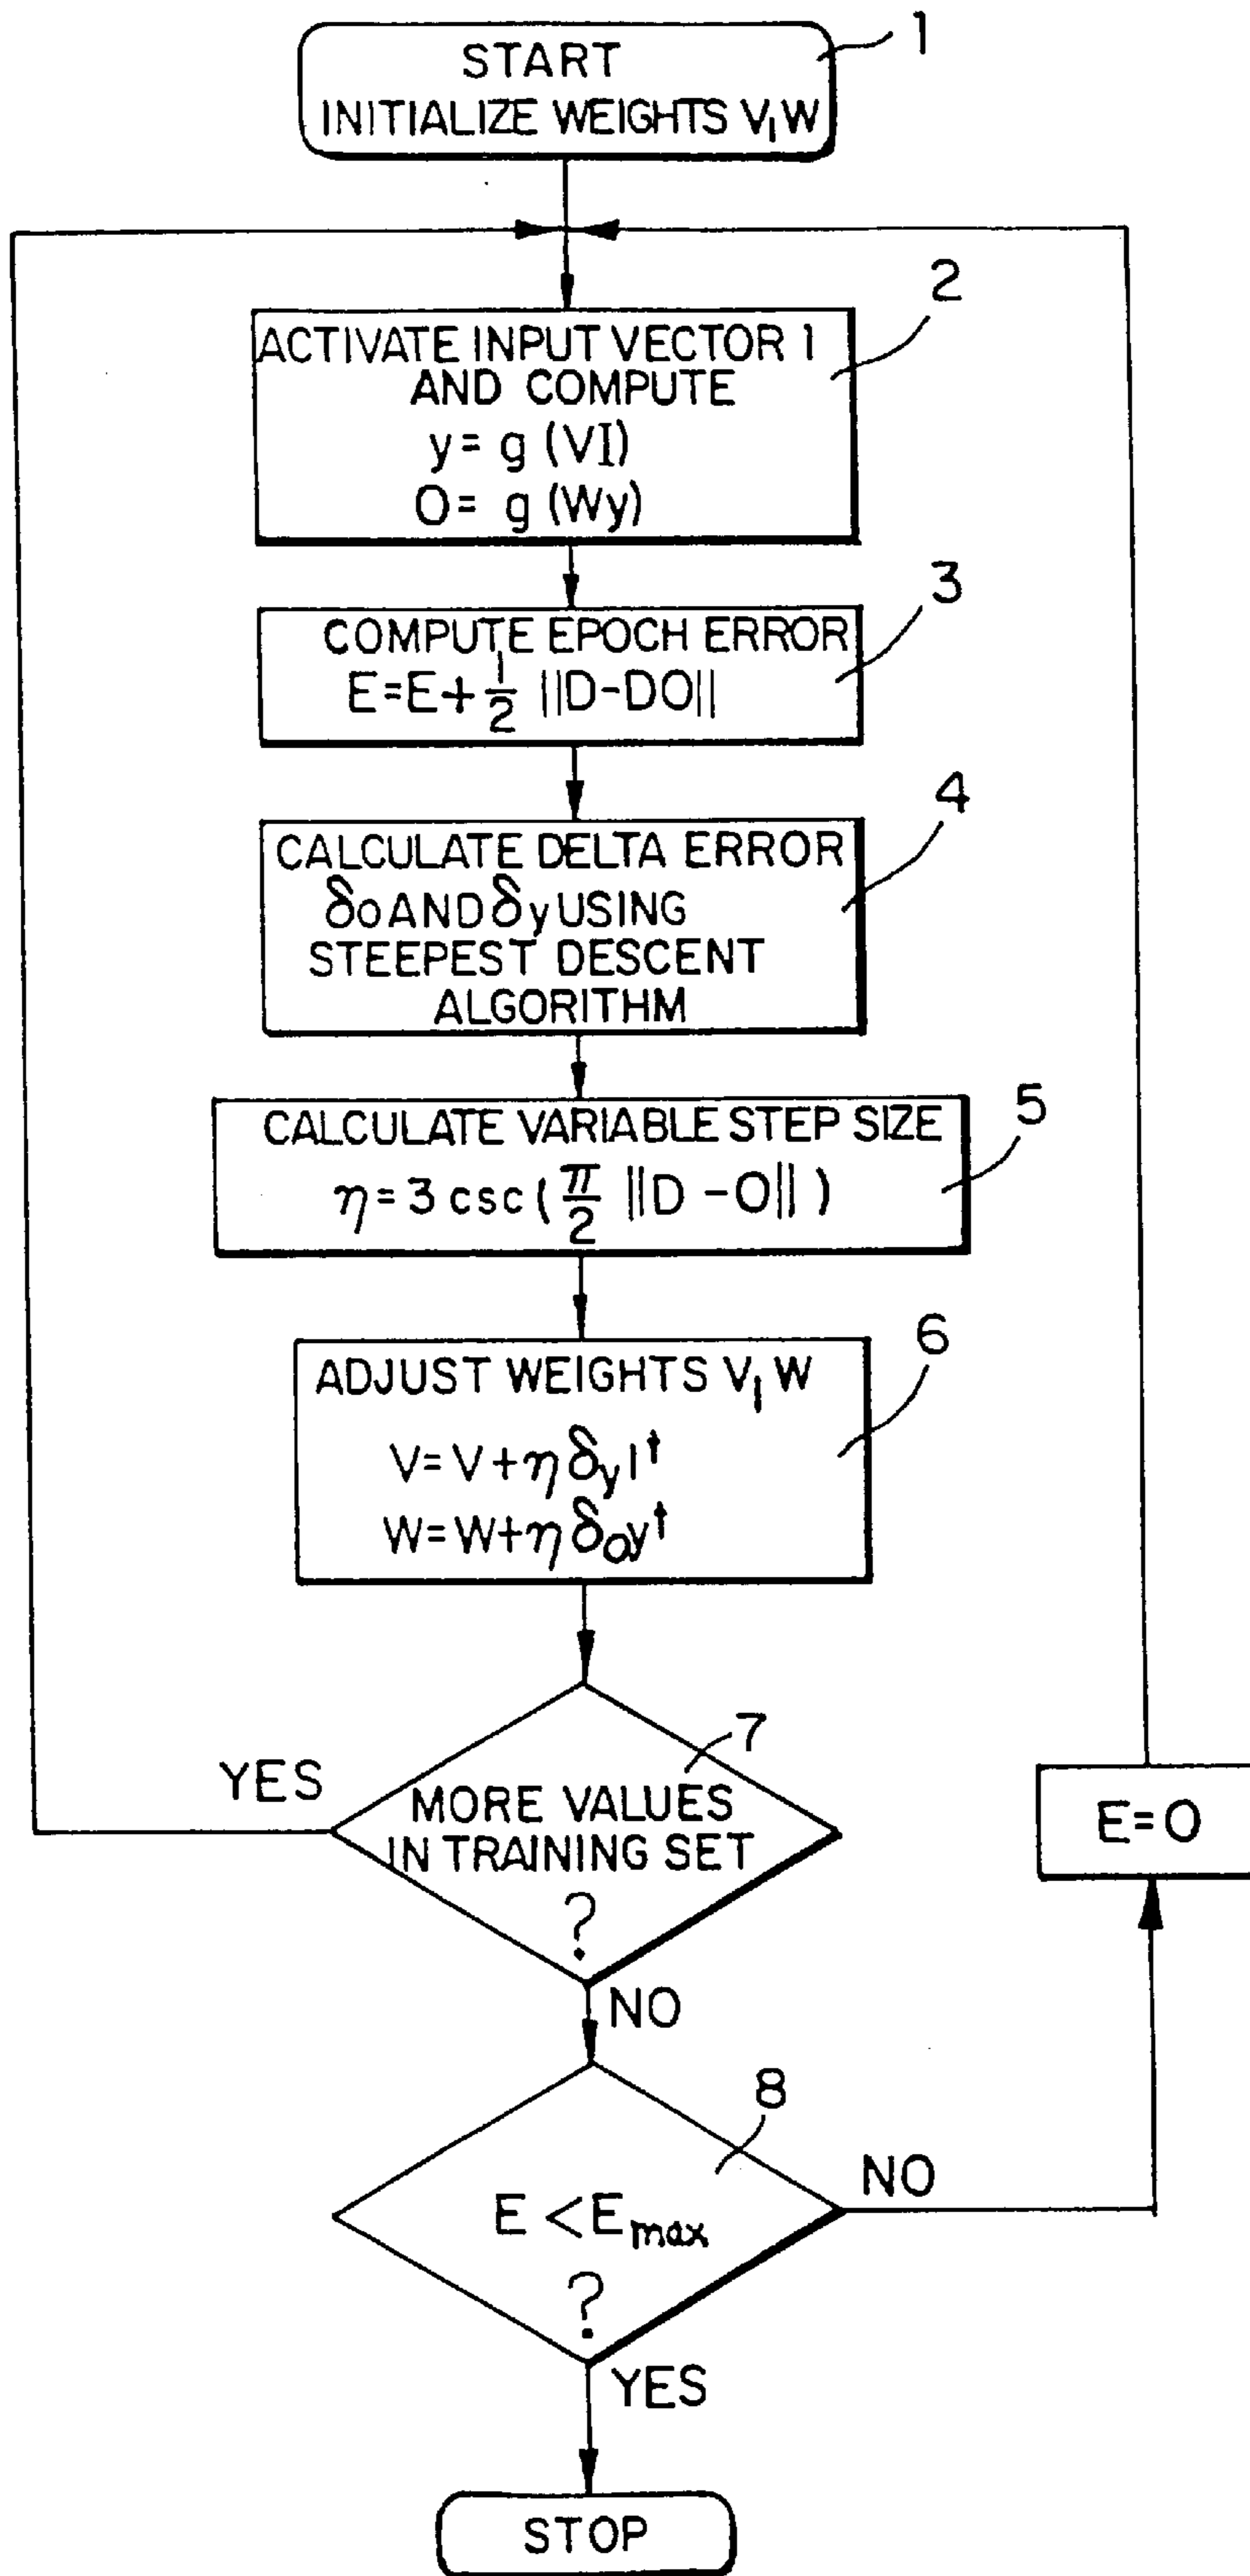 1
START
INITIALIZE WEIGHTS V, W
2
ACTIVATE INPUT VECTOR 1
AND COMPUTE
y = g (VI)
O = g (Wy)
3
COMPUTE EPOCH ERROR
E = E + 1/2 ||D - DO||
4
CALCULATE DELTA ERROR
δo AND δy USING
STEEPEST DESCENT
ALGORITHM
5
CALCULATE VARIABLE STEP SIZE
η = 3 csc ( π/2 ||D - O|| )
6
ADJUST WEIGHTS V, W
V = V + η δy I^t
W = W + η δo y^t
7
YES
MORE VALUES
IN TRAINING SET
?
E = O
NO
8
NO
E < Emax
?
YES
STOP